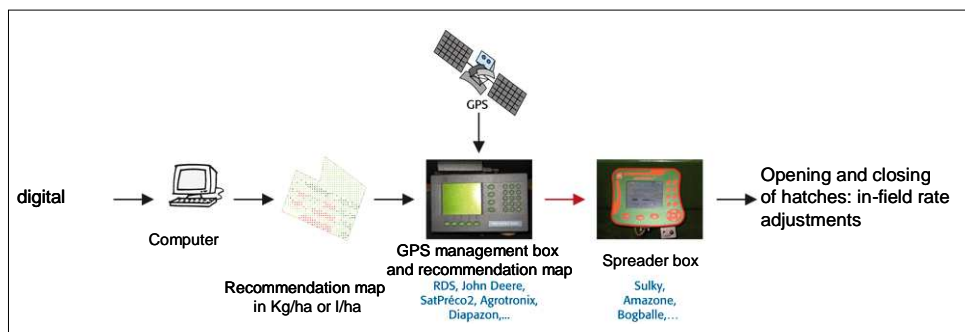 GPS
digital
Computer
Recommendation map
in Kg/ha or l/ha
GPS management box
and recommendation map
RDS, John Deere,
SatPréco2, Agrotronix,
Diapazon,...
Spreader box
Sulky,
Amazone,
Bogballe,...
Opening and closing
of hatches: in-field rate
adjustments